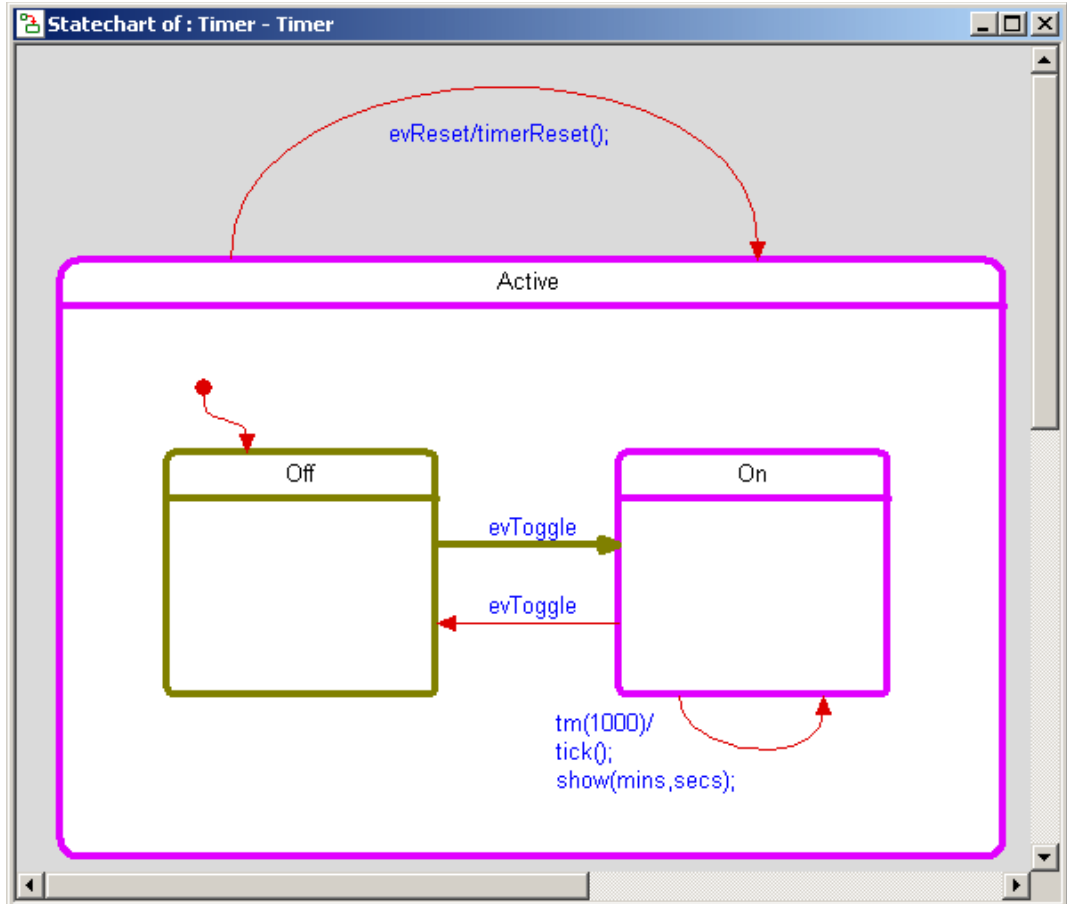 Statechart of : Timer - Timer
evReset/timerReset();
Active
Off
On
evToggle
evToggle
tm(1000)/
tick();
show(mins,secs);